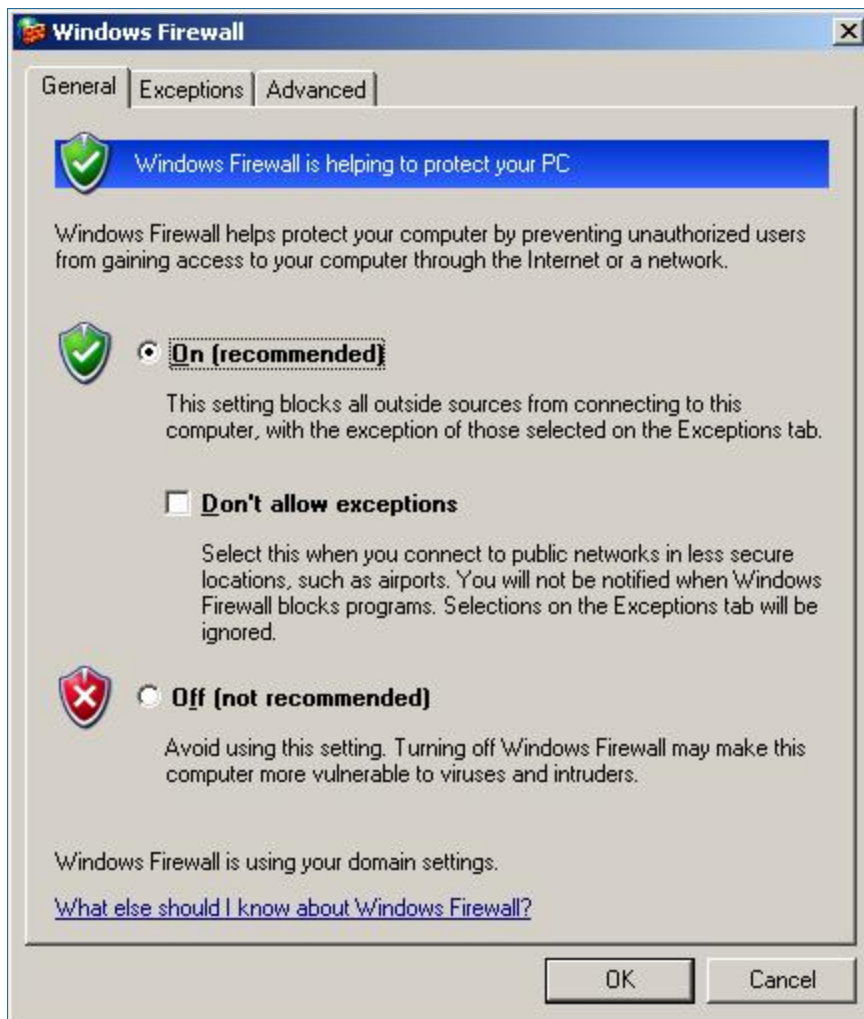 Windows Firewall
General Exceptions Advanced
Windows Firewall is helping to protect your PC
Windows Firewall helps protect your computer by preventing unauthorized users
from gaining access to your computer through the Internet or a network.
On (recommended)
This setting blocks all outside sources from connecting to this
computer, with the exception of those selected on the Exceptions tab.
Don't allow exceptions
Select this when you connect to public networks in less secure
locations, such as airports. You will not be notified when Windows
Firewall blocks programs. Selections on the Exceptions tab will be
ignored.
Off (not recommended)
Avoid using this setting. Turning off Windows Firewall may make this
computer more vulnerable to viruses and intruders.
Windows Firewall is using your domain settings.
What else should I know about Windows Firewall?
OK Cancel